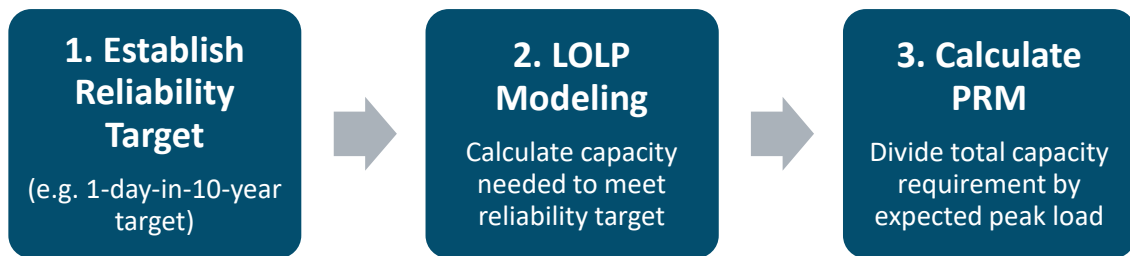 1. Establish
Reliability
Target
(e.g. 1-day-in-10-year
target)
2. LOLP
Modeling
Calculate capacity
needed to meet
reliability target
3. Calculate
PRM
Divide total capacity
requirement by
expected peak load